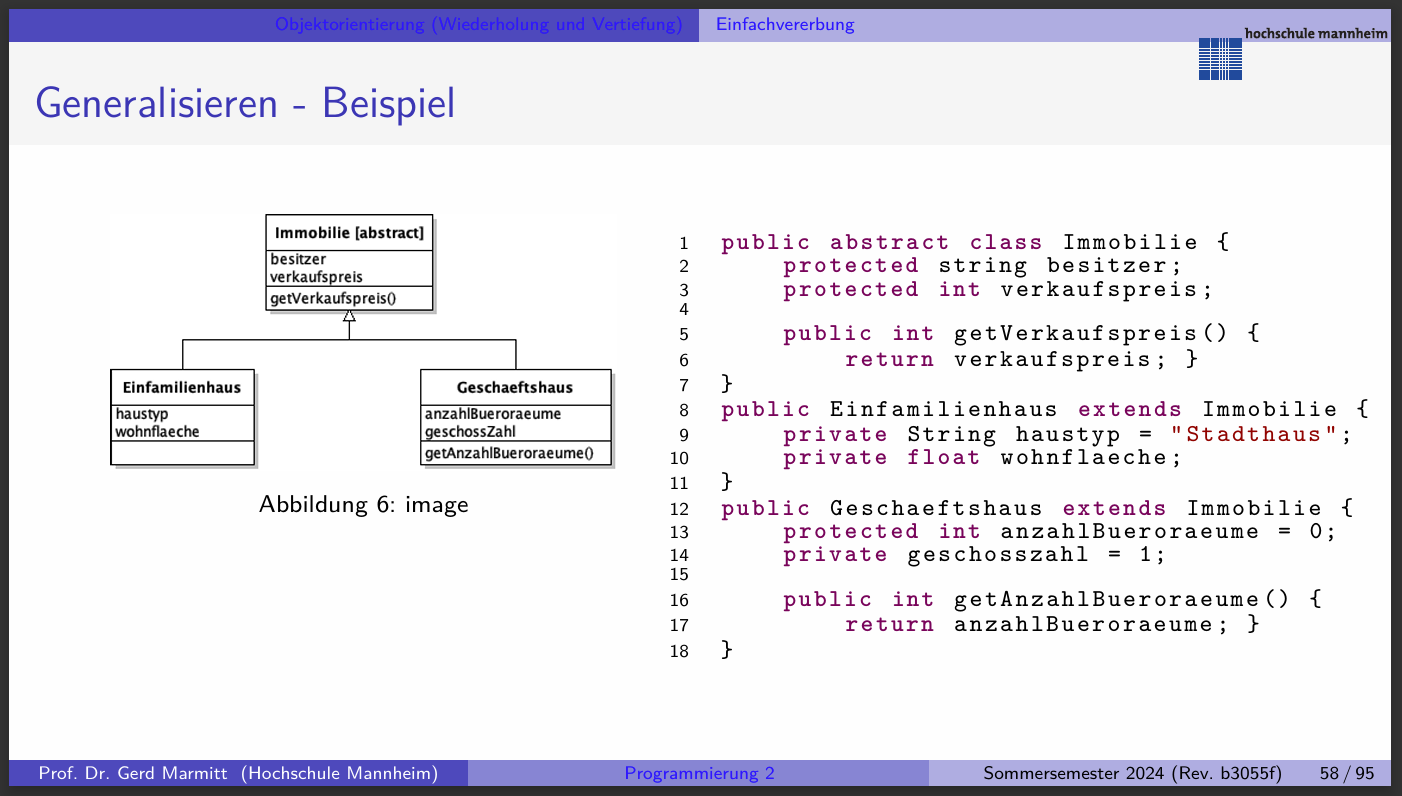 Objektorientierung (Wiederholung und Vertiefung)
Einfachvererbung
hochschule mannheim
Generalisieren - Beispiel
Immobilie [abstract]
besitzer
verkaufspreis
getVerkaufspreis()
Einfamilienhaus
haustyp
wohnflaeche
Geschaeftshaus
anzahlBueroraeume
geschossZahl
getAnzahlBueroraeume()
Abbildung 6: image
1 public abstract class Immobilie {
2 protected string besitzer;
3 protected int verkaufspreis;
4
5 public int getVerkaufspreis() {
6 return verkaufspreis; }
7 }
8 public Einfamilienhaus extends Immobilie {
9 private String haustyp = "Stadthaus";
10 private float wohnflaeche;
11 }
12 public Geschaeftshaus extends Immobilie {
13 protected int anzahlBueroraeume = 0;
14 private geschosszahl = 1;
15
16 public int getAnzahlBueroraeume() {
17 return anzahlBueroraeume; }
18 }
Prof. Dr. Gerd Marmitt (Hochschule Mannheim)
Programmierung 2
Sommersemester 2024 (Rev. b3055f)
58 / 95